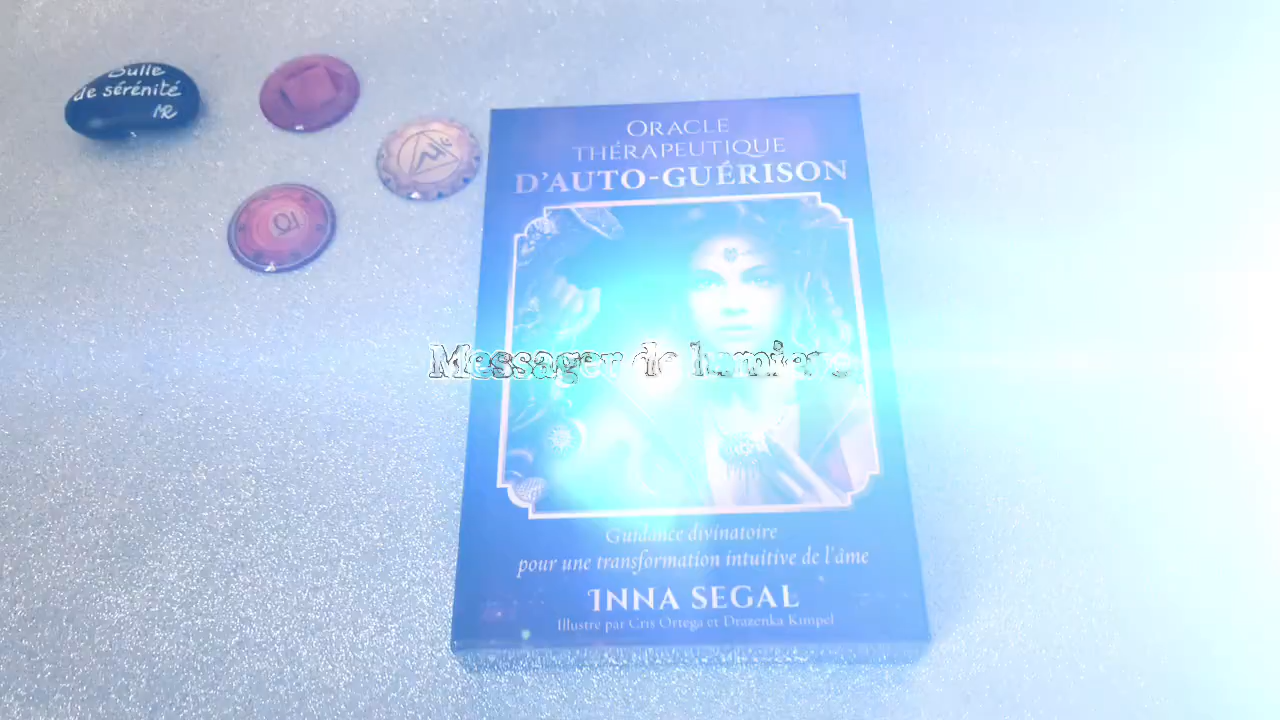 Bulle
de sérénité
MR
ORACLE
THÉRAPEUTIQUE
D'AUTO-GUÉRISON
Messager de lumiere
Guidance divinatoire
pour une transformation intuitive de l'âme
INNA SEGAL
Illustré par Cris Ortega et Drazenka Kimpel